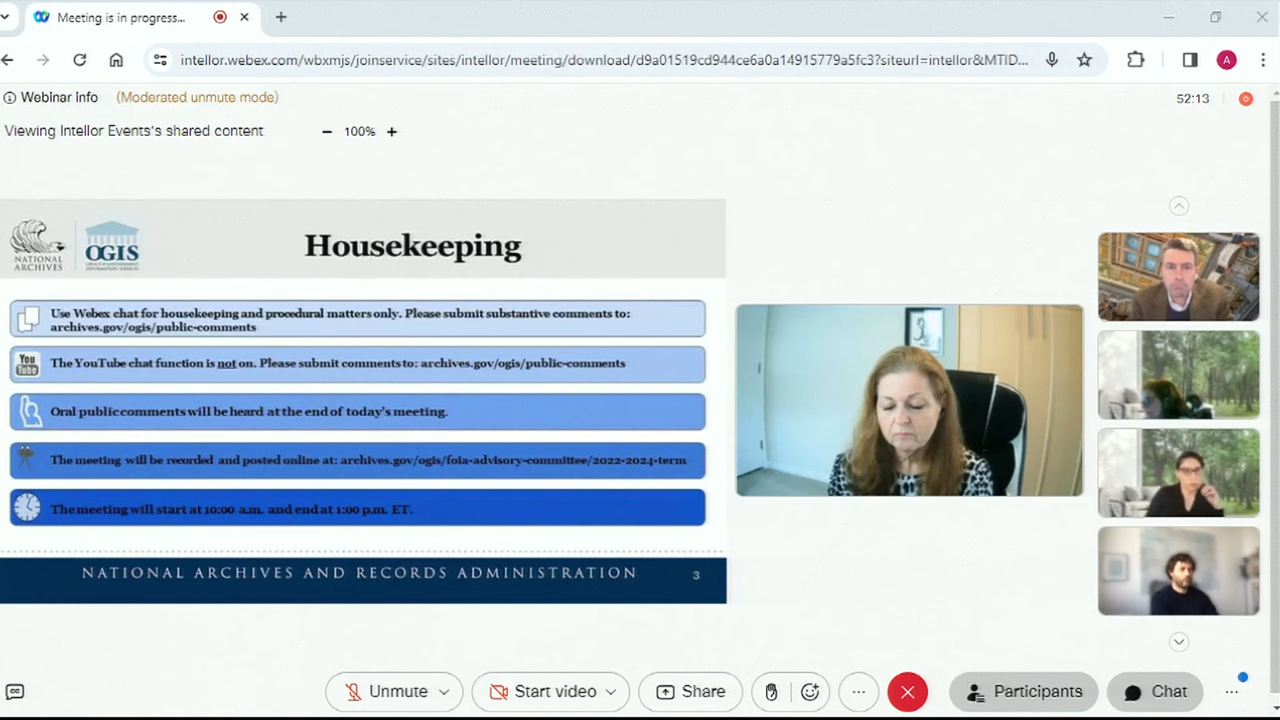 Meeting is in progress...
intellor.webex.com/wbxmjs/joinservice/sites/intellor/meeting/download/d9a01519cd944ce6a0a14915779a5fc3?siteurl=intellor&MTID...
A
Webinar Info (Moderated unmute mode)
52:13
Viewing Intellor Events's shared content
100%
NATIONAL
ARCHIVES
OGIS
Housekeeping
Use Webex chat for housekeeping and procedural matters only. Please submit substantive comments to:
archives.gov/ogis/public-comments
You
Tube
The YouTube chat function is not on. Please submit comments to: archives.gov/ogis/public-comments
Oral public comments will be heard at the end of today's meeting.
The meeting will be recorded and posted online at: archives.gov/ogis/foia-advisory-committee/2022-2024-term
The meeting will start at 10:00 a.m. and end at 1:00 p.m. ET.
NATIONAL ARCHIVES AND RECORDS ADMINISTRATION
3
Unmute
Start video
Share
Participants
Chat